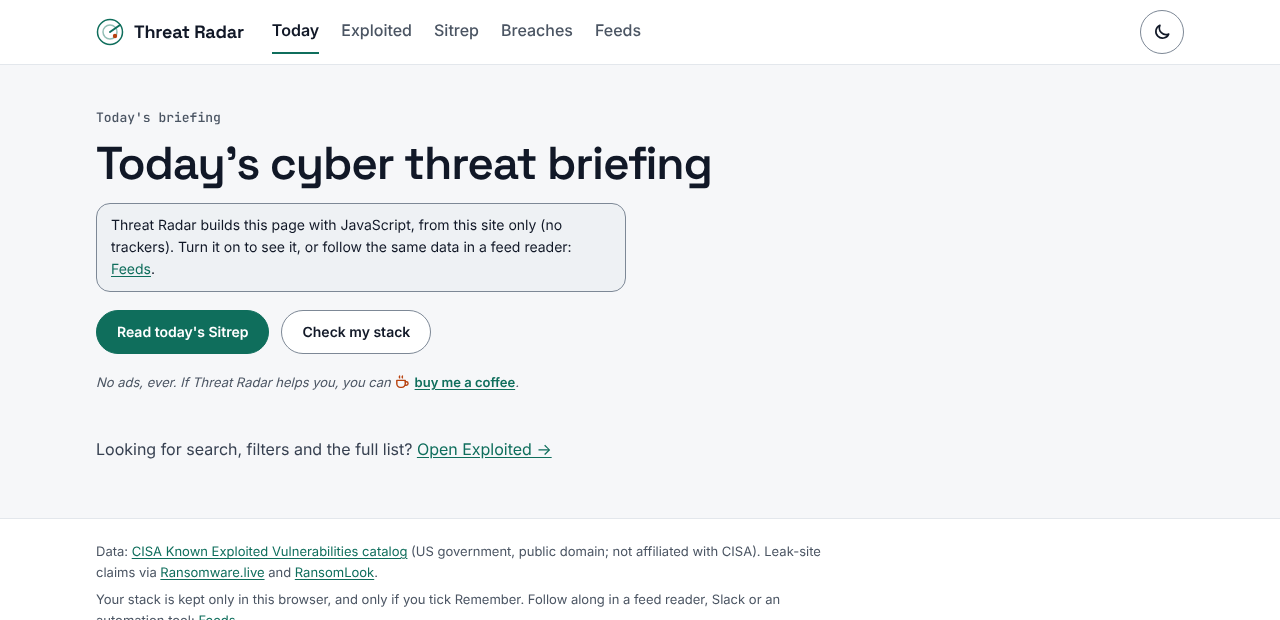 Threat Radar
Today
Exploited
Sitrep
Breaches
Feeds
Today's briefing
Today’s cyber threat briefing
Threat Radar builds this page with JavaScript, from this site only (no
trackers). Turn it on to see it, or follow the same data in a feed reader:
Feeds.
Read today's Sitrep
Check my stack
No ads, ever. If Threat Radar helps you, you can buy me a coffee.
Looking for search, filters and the full list? Open Exploited →
Data: CISA Known Exploited Vulnerabilities catalog (US government, public domain; not affiliated with CISA). Leak-site
claims via Ransomware.live and RansomLook.
Your stack is kept only in this browser, and only if you tick Remember. Follow along in a feed reader, Slack or an
automation tool: Feeds.